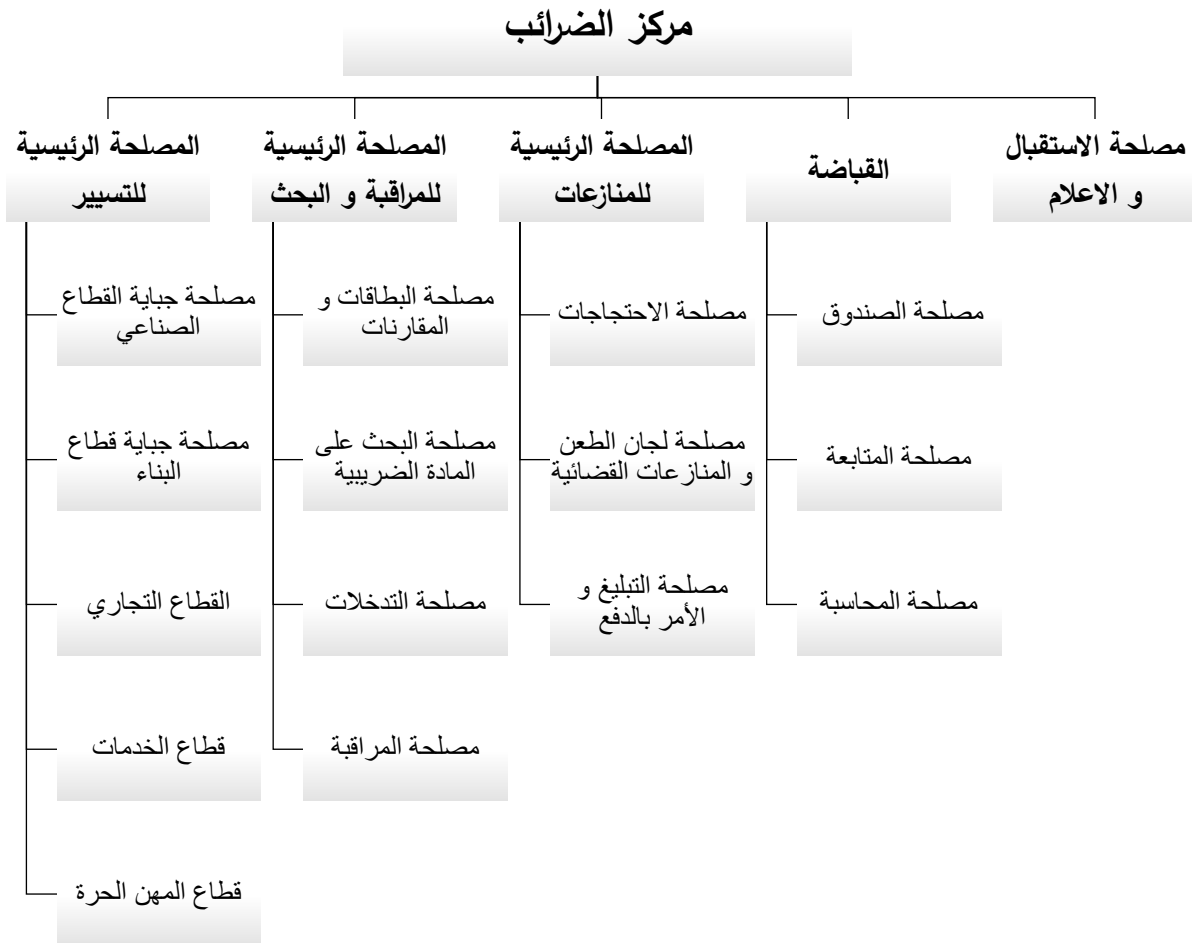 مركز الضرائب
مصلحة الاستقبال
و الاعلام
القباضة
المصلحة الرئيسية
للمنازعات
المصلحة الرئيسية
للمراقبة و البحث
المصلحة الرئيسية
للتسيير
مصلحة الصندوق
مصلحة المتابعة
مصلحة المحاسبة
مصلحة الاحتجاجات
مصلحة لجان الطعن
و المنازعات القضائية
مصلحة التبليغ و
الأمر بالدفع
مصلحة البطاقات و
المقارنات
مصلحة البحث على
المادة الضريبية
مصلحة التدخلات
مصلحة المراقبة
مصلحة جباية القطاع
الصناعي
مصلحة جباية قطاع
البناء
القطاع التجاري
قطاع الخدمات
قطاع المهن الحرة